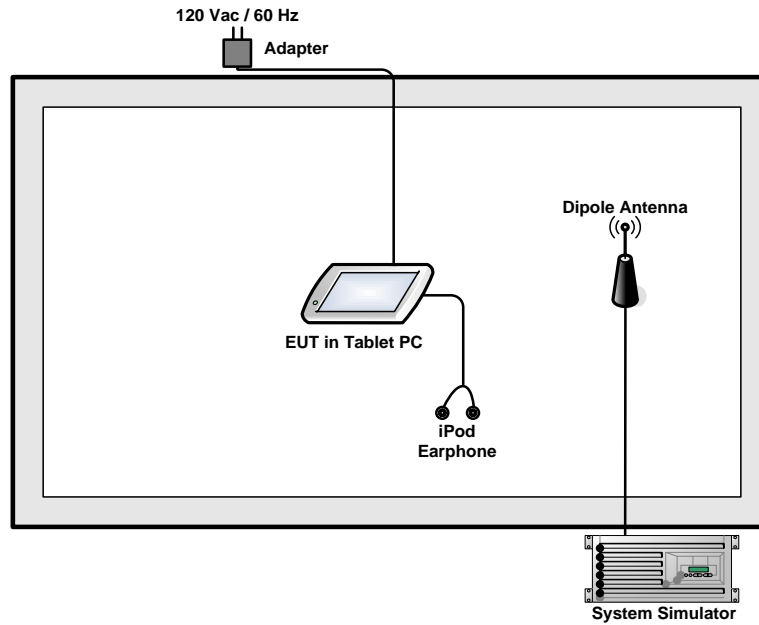 120 Vac / 60 Hz
Adapter
Dipole Antenna
EUT in Tablet PC
iPod
Earphone
System Simulator